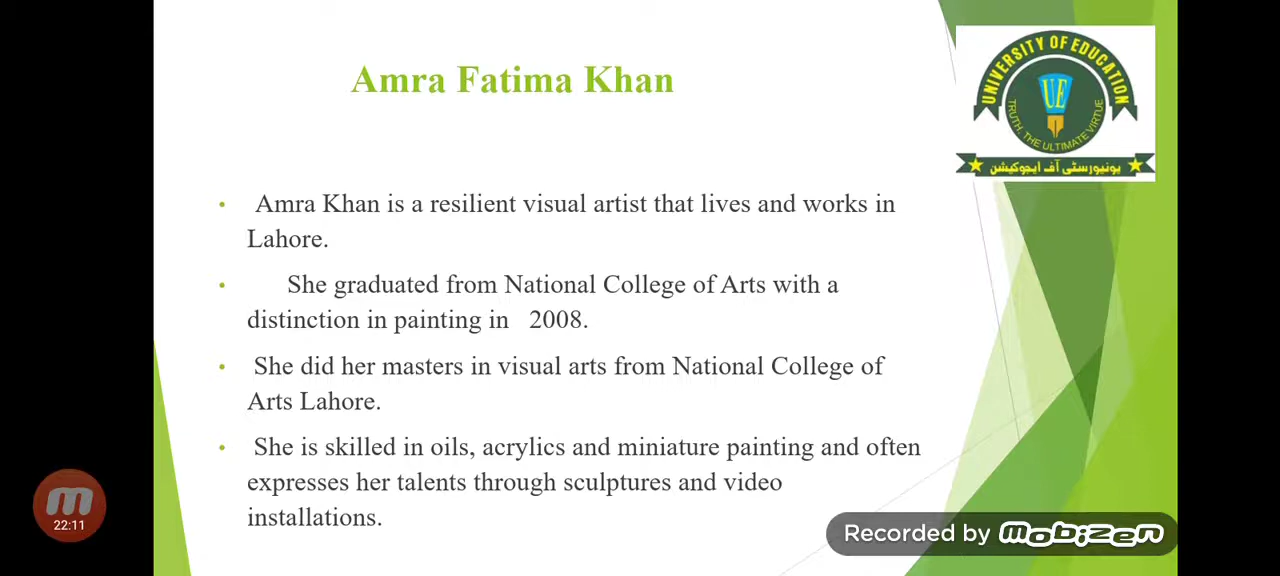 Amra Fatima Khan
UNIVERSITY OF EDUCATION
UE
TRUTH, THE ULTIMATE VIRTUE
یونیورسٹی آف ایجوکیشن
• Amra Khan is a resilient visual artist that lives and works in
Lahore.
• She graduated from National College of Arts with a
distinction in painting in 2008.
• She did her masters in visual arts from National College of
Arts Lahore.
• She is skilled in oils, acrylics and miniature painting and often
expresses her talents through sculptures and video
installations.
22:11
Recorded by mobizen